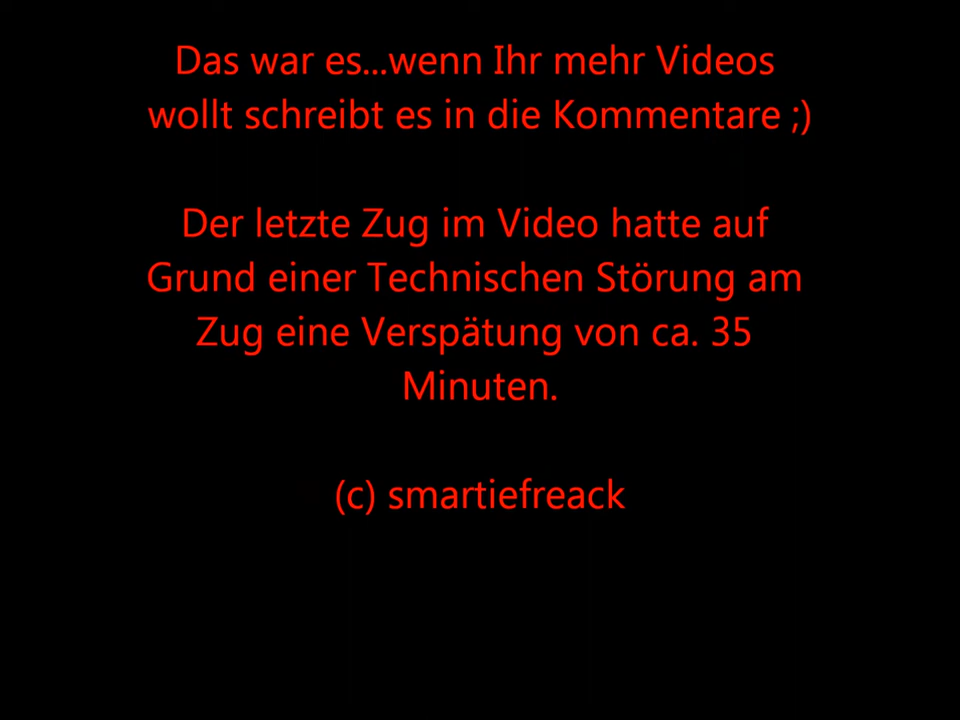 Das war es...wenn Ihr mehr Videos
wollt schreibt es in die Kommentare ;)
Der letzte Zug im Video hatte auf
Grund einer Technischen Störung am
Zug eine Verspätung von ca. 35
Minuten.
(c) smartiefreack